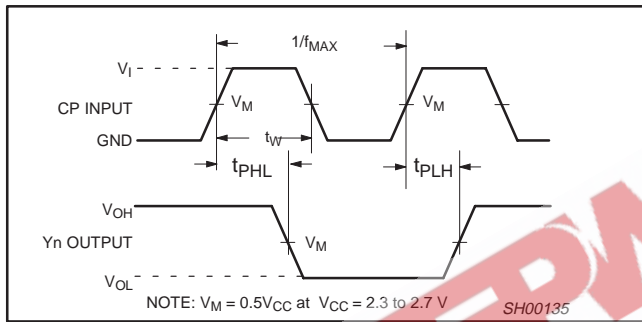 1/fMAX
VI
CP INPUT
VM
VM
GND
tW
tPHL
tPLH
VOH
Yn OUTPUT
VM
VOL
NOTE: VM = 0.5VCC at VCC = 2.3 to 2.7 V
SH00135